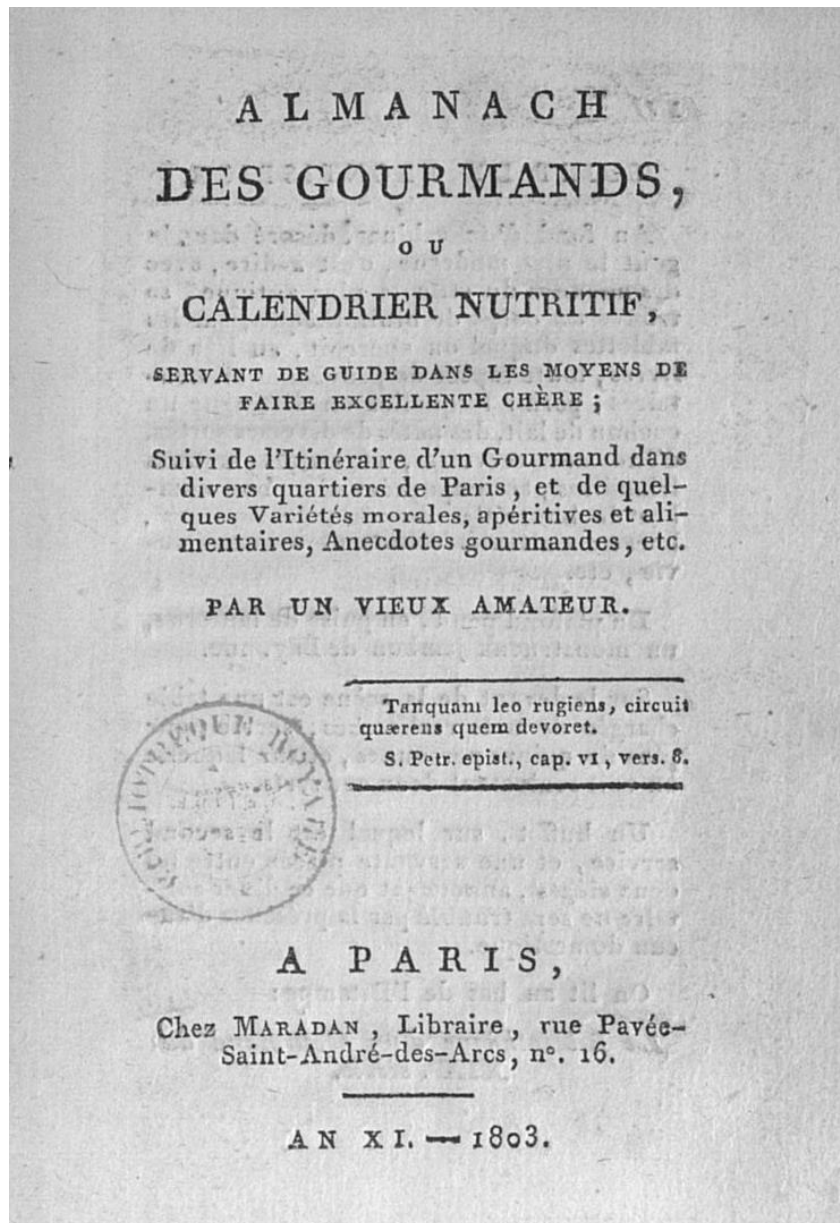 ALMANACH
DES GOURMANDS,
OU
CALENDRIER NUTRITIF,
SERVANT DE GUIDE DANS LES MOYENS DE
FAIRE EXCELLENTE CHÈRE ;
Suivi de l'Itinéraire d'un Gourmand dans
divers quartiers de Paris, et de quel-
ques Variétés morales, apéritives et ali-
mentaires, Anecdotes gourmandes, etc.
PAR UN VIEUX AMATEUR.
Tanquam leo rugiens, circuit
quærens quem devoret.
S. Petr. epist., cap. VI, vers. 8.
BIBLIOTHEQUE ROYALE
A PARIS,
Chez MARADAN, Libraire, rue Pavée-
Saint-André-des-Arcs, n°. 16.
AN XI. — 1803.